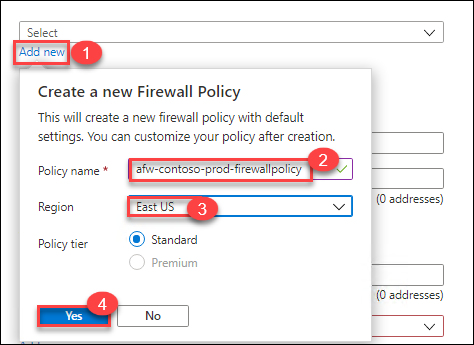 Select
Add new
1
Create a new Firewall Policy
This will create a new firewall policy with default
settings. You can customize your policy after creation.
Policy name * afw-contoso-prod-firewallpolicy 2
(0 addresses)
Region East US 3
Policy tier Standard
Premium
(0 addresses)
4
Yes No